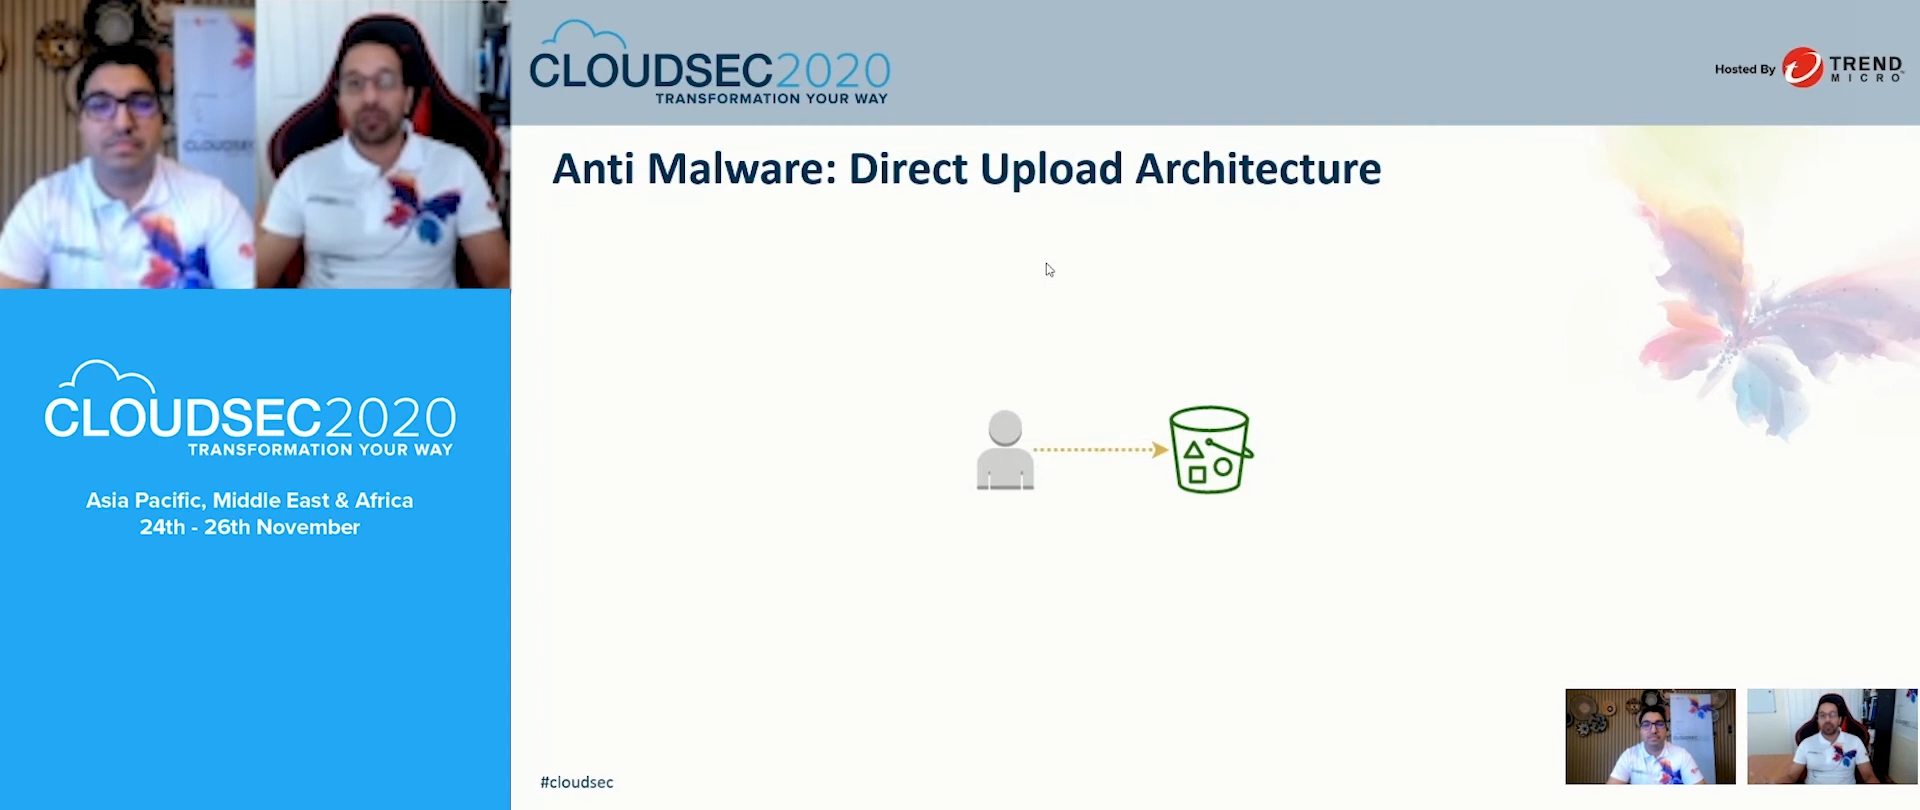 CLOUDSEC2020
TRANSFORMATION YOUR WAY
Hosted By
TREND
MICRO
Anti Malware: Direct Upload Architecture
CLOUDSEC2020
TRANSFORMATION YOUR WAY
Asia Pacific, Middle East & Africa
24th - 26th November
#cloudsec
CLOUDSEC